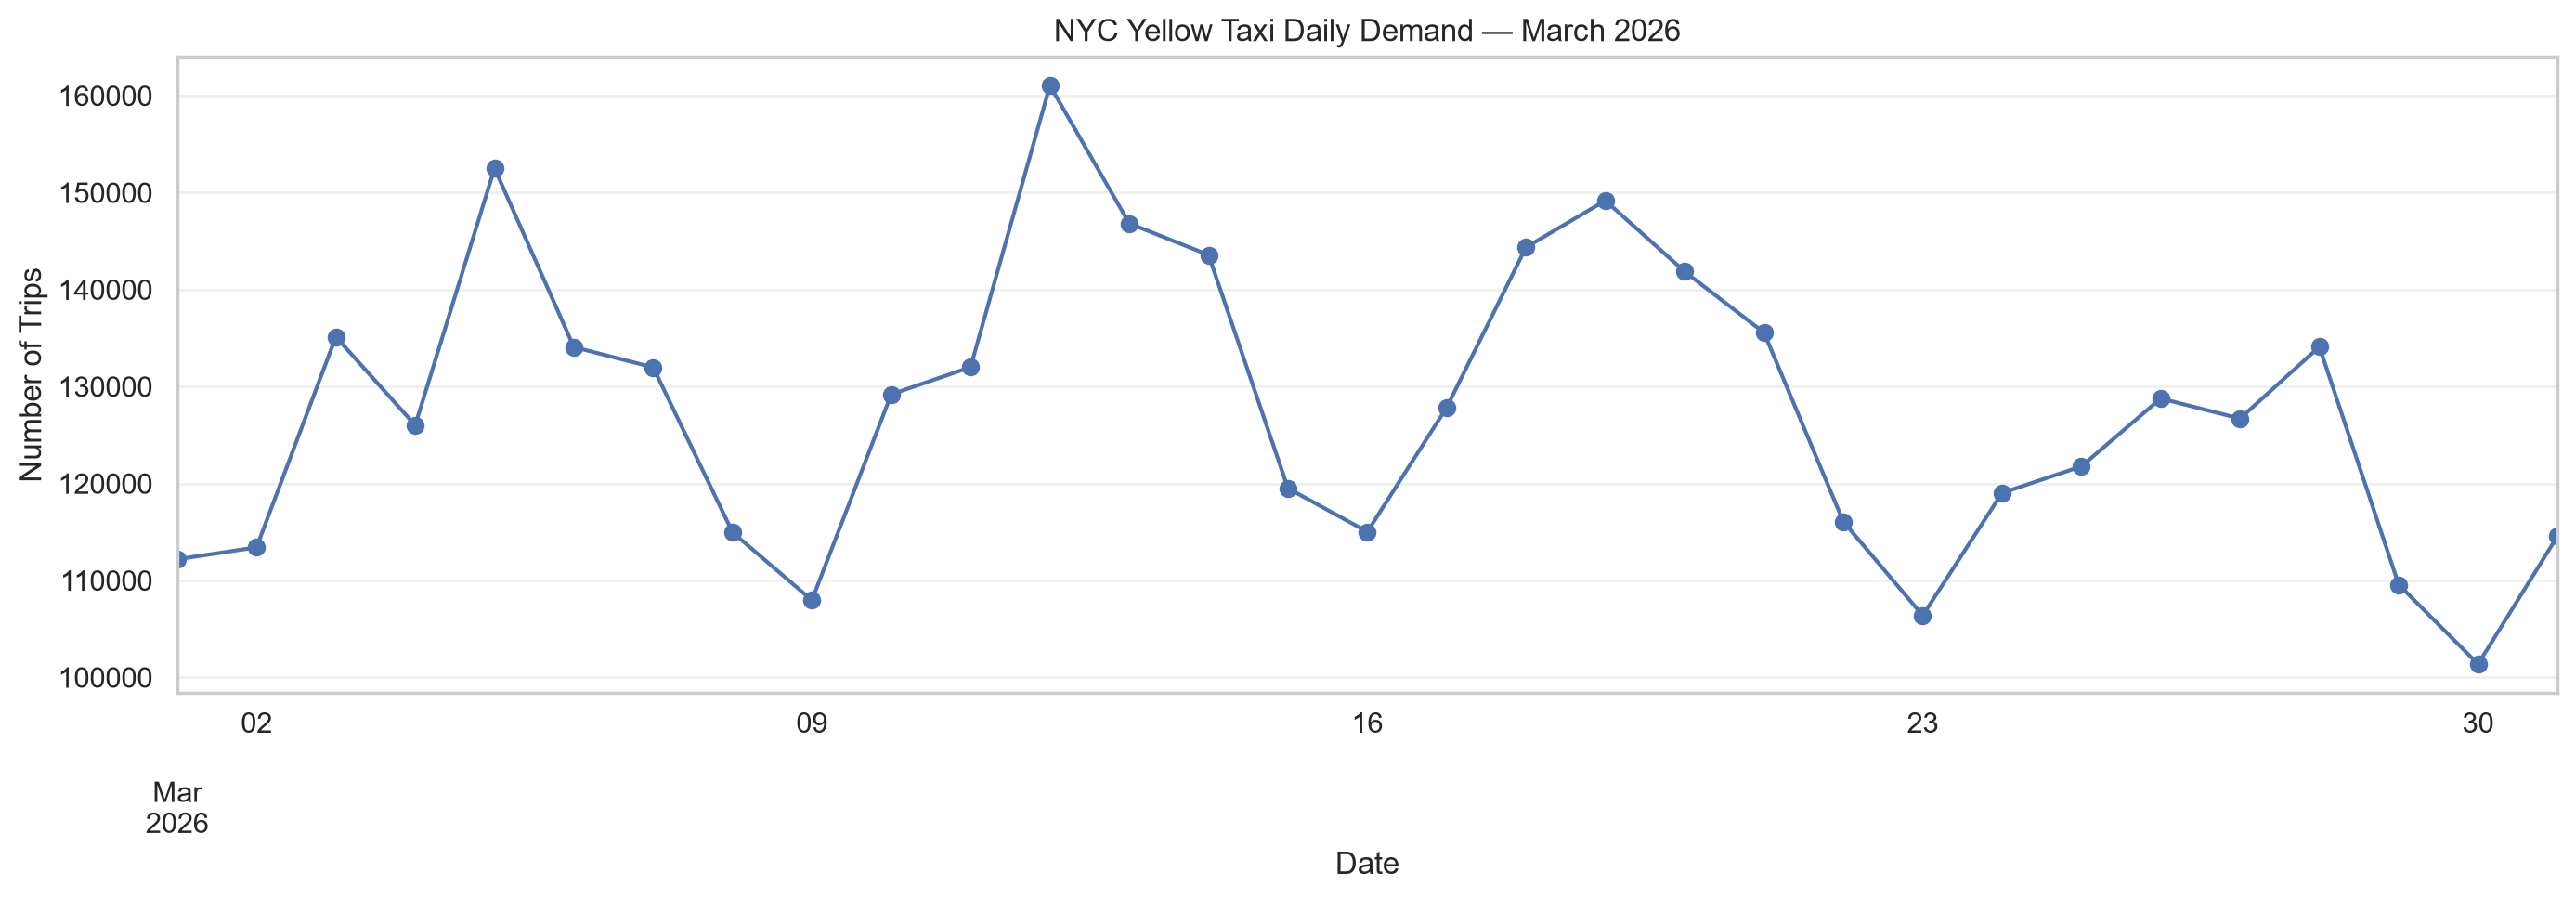 NYC Yellow Taxi Daily Demand — March 2026
Number of Trips
160000
150000
140000
130000
120000
110000
100000
02 09 16 23 30
Mar
2026
Date